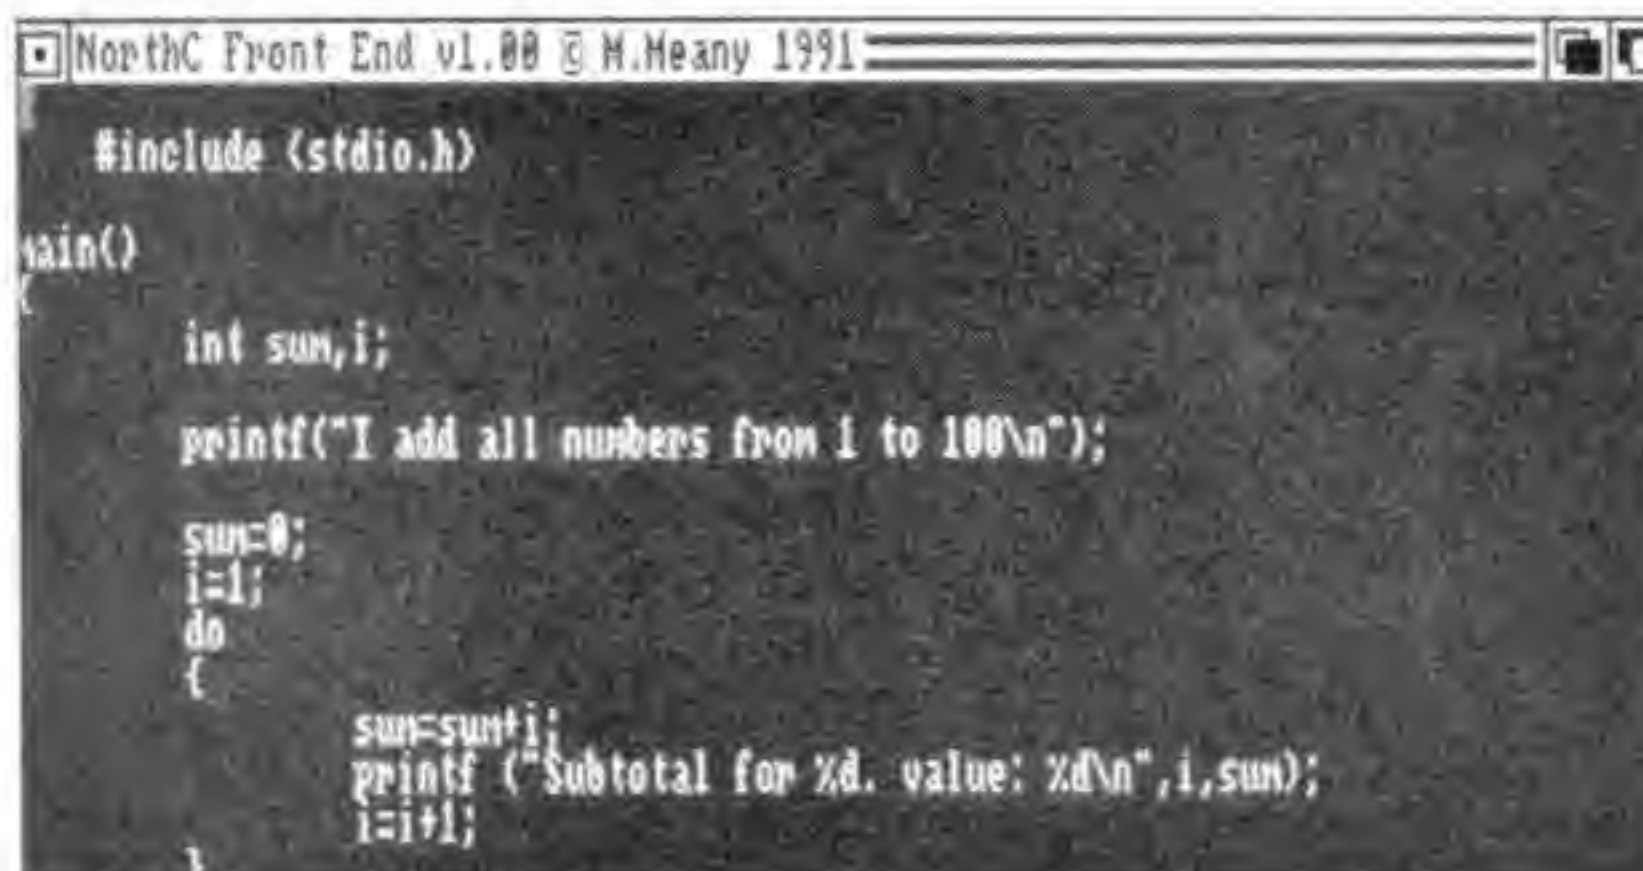 NorthC Front End v1.00 © M.Meany 1991
#include <stdio.h>
main()
{
int sum,i;
printf("I add all numbers from 1 to 100\n");
sum=0;
i=1;
do
{
sum=sum+i;
printf ("Subtotal for %d. value: %d\n",i,sum);
i=i+1;
}